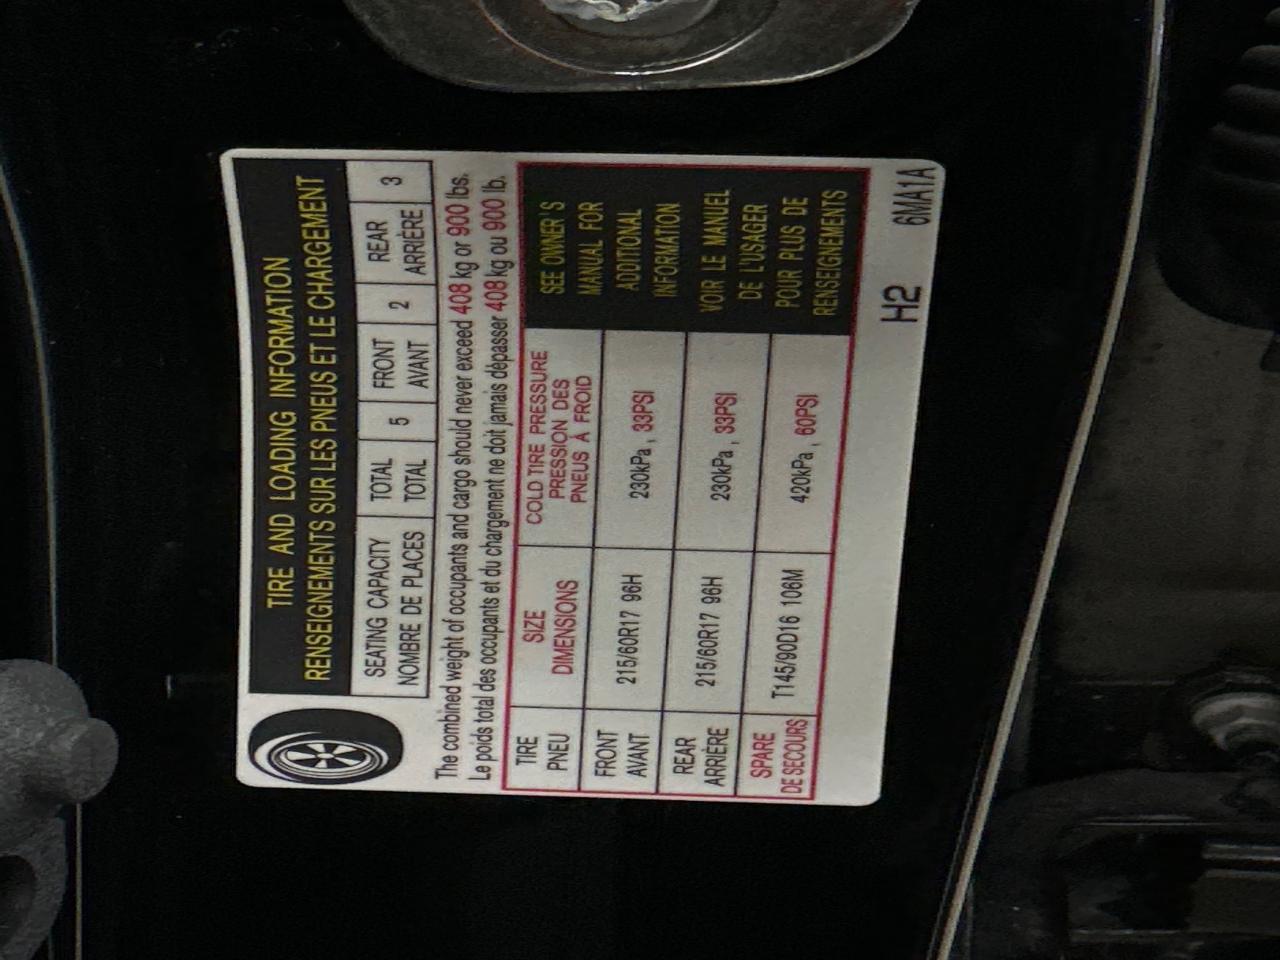 TIRE AND LOADING INFORMATION
RENSEIGNEMENTS SUR LES PNEUS ET LE CHARGEMENT
SEATING CAPACITY TOTAL 5 FRONT 2 REAR 3
NOMBRE DE PLACES TOTAL AVANT ARRIÈRE
The combined weight of occupants and cargo should never exceed 408 kg or 900 lbs.
Le poids total des occupants et du chargement ne doit jamais dépasser 408 kg ou 900 lb.
TIRE
PNEU
SIZE
DIMENSIONS
COLD TIRE PRESSURE
PRESSION DES
PNEUS À FROID
FRONT
AVANT
215/60R17 96H
230kPa , 33PSI
REAR
ARRIÈRE
215/60R17 96H
230kPa , 33PSI
SPARE
DE SECOURS
T145/90D16 106M
420kPa , 60PSI
SEE OWNER'S
MANUAL FOR
ADDITIONAL
INFORMATION
VOIR LE MANUEL
DE L'USAGER
POUR PLUS DE
RENSEIGNEMENTS
H2 6MA1A